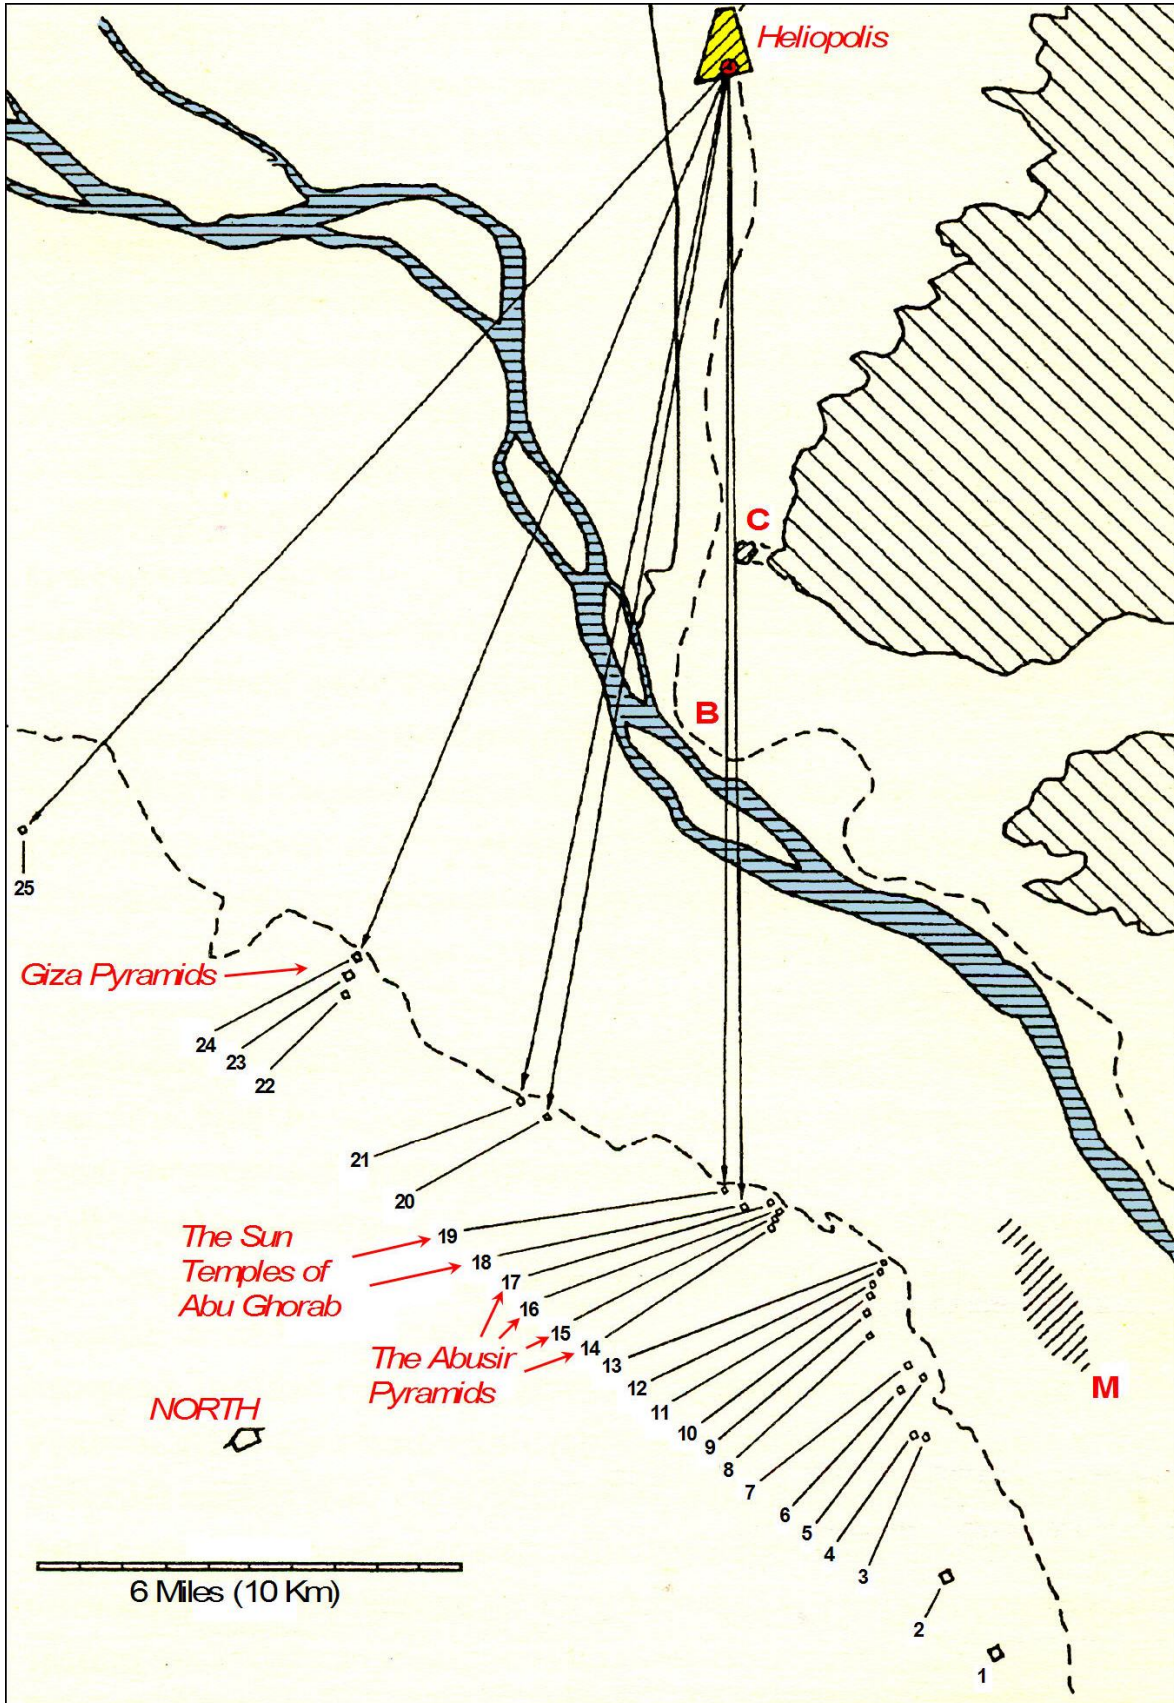 Heliopolis
C
B
25
Giza Pyramids
24
23
22
21
20
The Sun
Temples of
Abu Ghorab
19
18
17
16
15
14
The Abusir
Pyramids
13
12
11
10
9
8
7
6
5
4
3
2
1
M
NORTH
6 Miles (10 Km)